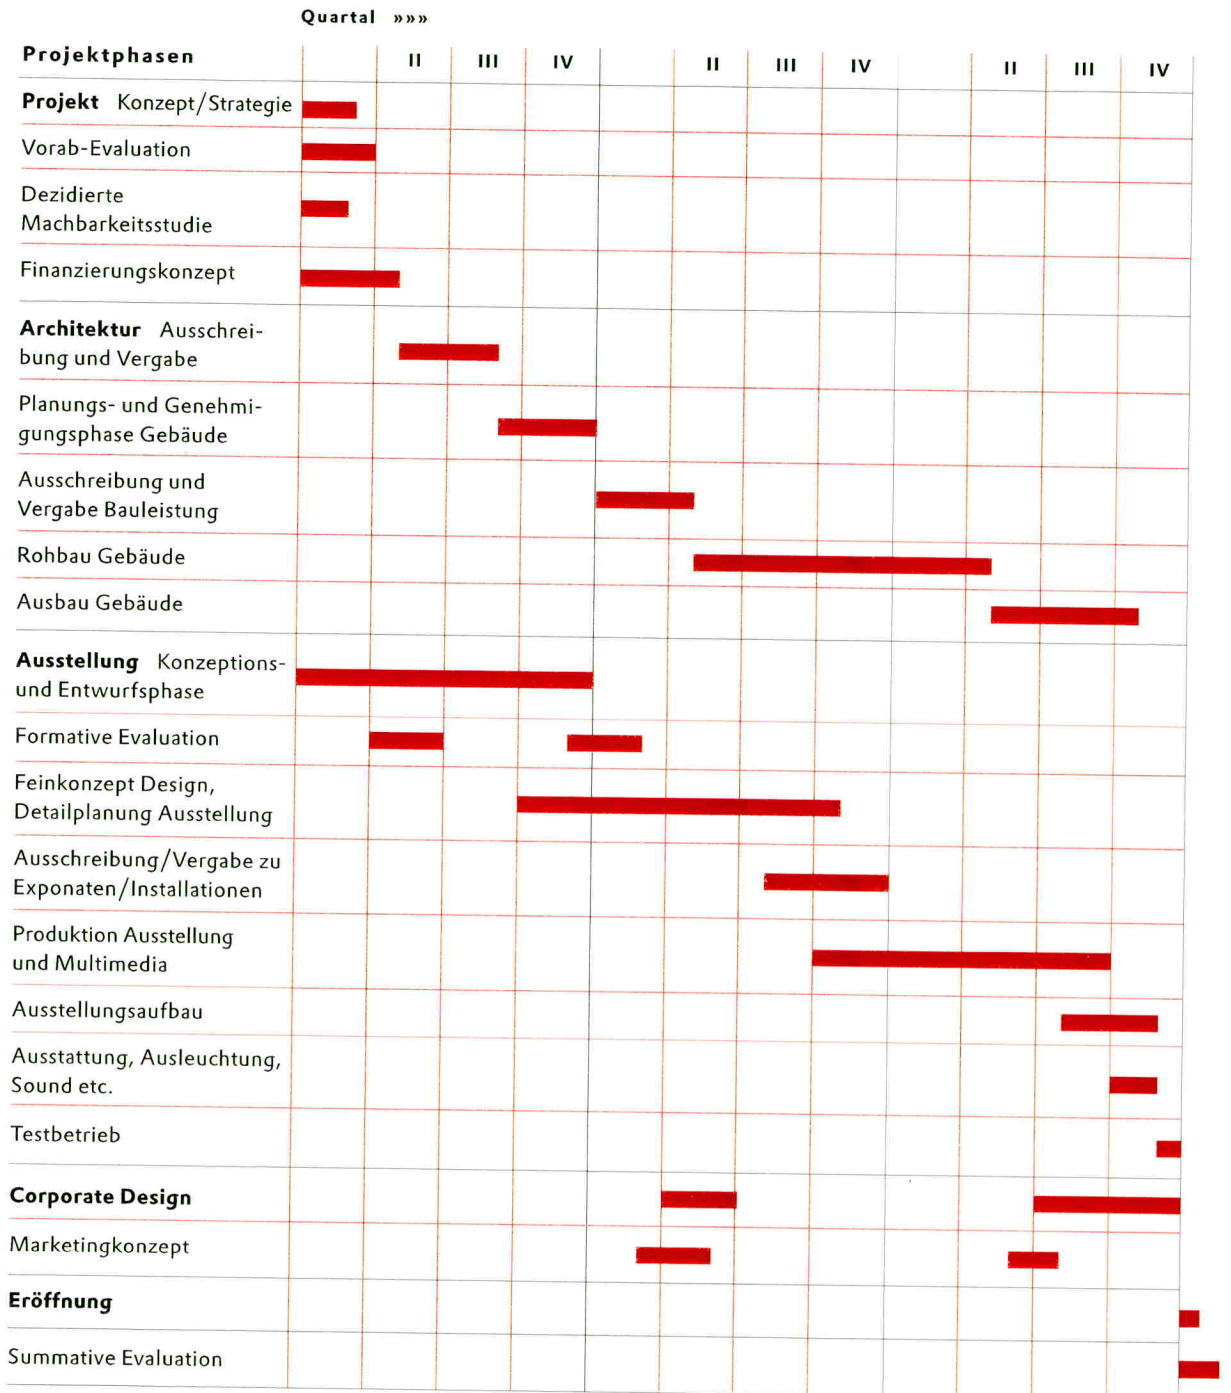 Quartal »»»
Projektphasen II III IV II III IV II III IV
Projekt Konzept/Strategie
Vorab-Evaluation
Dezidierte
Machbarkeitsstudie
Finanzierungskonzept
Architektur Ausschrei-
bung und Vergabe
Planungs- und Genehmi-
gungsphase Gebäude
Ausschreibung und
Vergabe Bauleistung
Rohbau Gebäude
Ausbau Gebäude
Ausstellung Konzeptions-
und Entwurfsphase
Formative Evaluation
Feinkonzept Design,
Detailplanung Ausstellung
Ausschreibung/Vergabe zu
Exponaten/Installationen
Produktion Ausstellung
und Multimedia
Ausstellungsaufbau
Ausstattung, Ausleuchtung,
Sound etc.
Testbetrieb
Corporate Design
Marketingkonzept
Eröffnung
Summative Evaluation